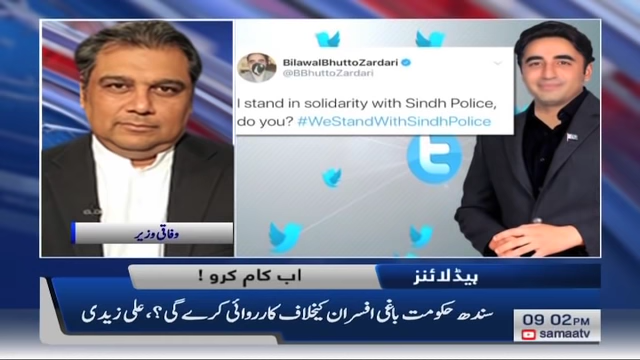 BilawalBhuttoZardari
@BBhuttoZardari
I stand in solidarity with Sindh Police,
do you? #WeStandWithSindhPolice
وفاقی وزیر
ہیڈلائنز
اب کام کرو !
سندھ حکومت باغی افسران کیخلاف کارروائی کرے گی؟، علی زیدی
09 02 PM
samaatv